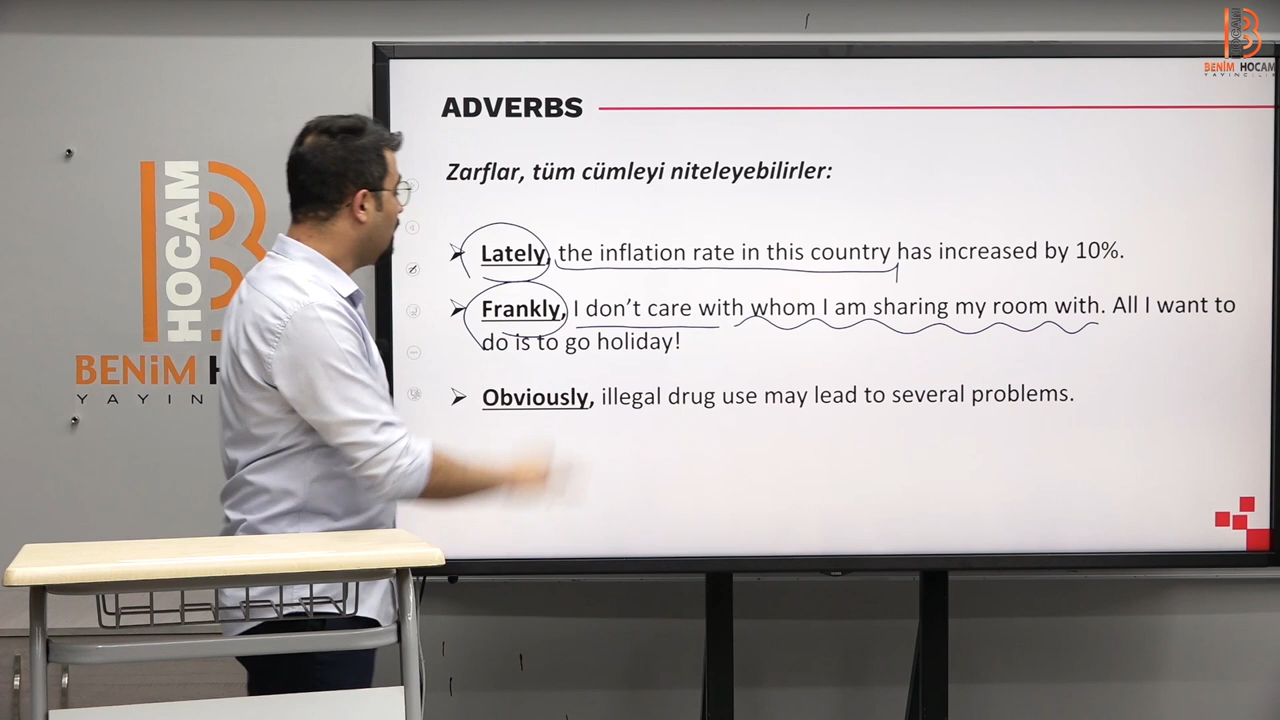 BENİM HOCAM
YAYINCILIK
HOCAM
BENİM H
YAYIN
ADVERBS
Zarflar, tüm cümleyi niteleyebilirler:
Lately, the inflation rate in this country has increased by 10%.
Frankly, I don't care with whom I am sharing my room with. All I want to
do is to go holiday!
Obviously, illegal drug use may lead to several problems.